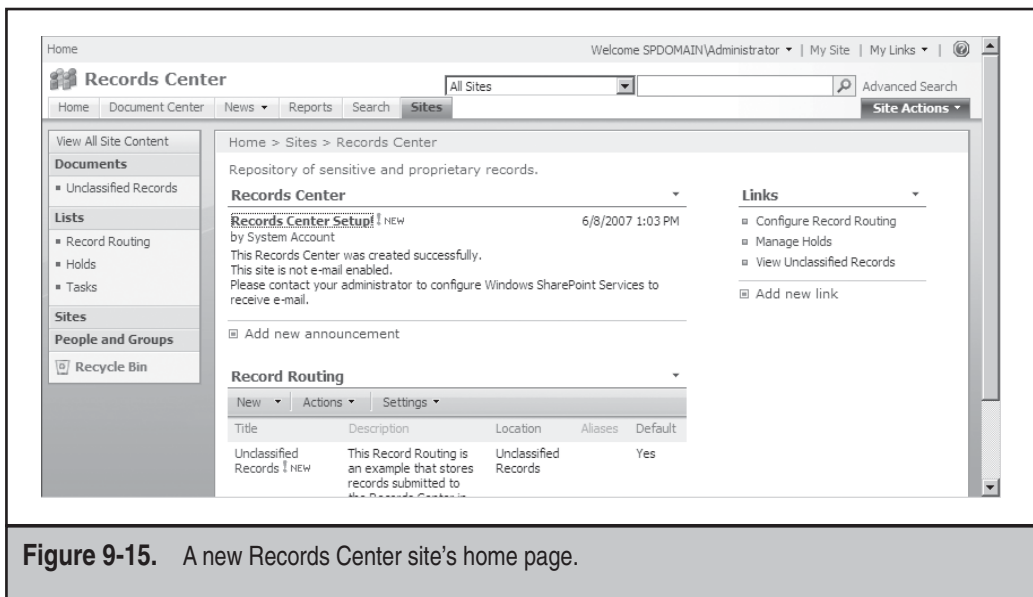 Home
Welcome SPDOMAIN\Administrator | My Site | My Links
Records Center
All Sites
Advanced Search
Home Document Center News Reports Search Sites
Site Actions
View All Site Content
Documents
Unclassified Records
Lists
Record Routing
Holds
Tasks
Sites
People and Groups
Recycle Bin
Home > Sites > Records Center
Repository of sensitive and proprietary records.
Records Center
Records Center Setup! NEW 6/8/2007 1:03 PM
by System Account
This Records Center was created successfully.
This site is not e-mail enabled.
Please contact your administrator to configure Windows SharePoint Services to
receive e-mail.
Add new announcement
Record Routing
New Actions Settings
Title Description Location Aliases Default
Unclassified This Record Routing is Unclassified Yes
Records ! NEW an example that stores Records
records submitted to
the Records Center in
Links
Configure Record Routing
Manage Holds
View Unclassified Records
Add new link
Figure 9-15. A new Records Center site's home page.